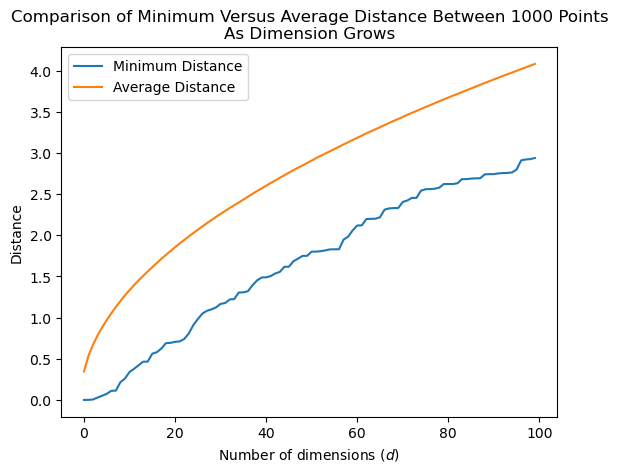 Comparison of Minimum Versus Average Distance Between 1000 Points
As Dimension Grows
Minimum Distance
Average Distance
4.0
3.5
3.0
2.5
2.0
1.5
1.0
0.5
0.0
Distance
0 20 40 60 80 100
Number of dimensions (d)